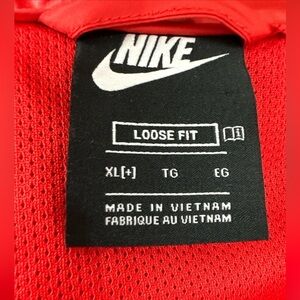 NIKE
LOOSE FIT
XL[+] TG EG
MADE IN VIETNAM
FABRIQUE AU VIETNAM